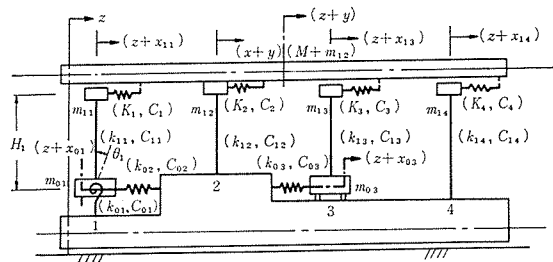 z
(z+y)
(z+x₁₁)
(x+y)
(M+m₁₂)
(z+x₁₃)
(z+x₁₄)
m₁₁
(K₁, C₁)
m₁₂
(K₂, C₂)
m₁₃
(K₃, C₃)
m₁₄
(K₄, C₄)
H₁
(z+x₀₁)
(k₁₁, C₁₁)
θ₁
(k₀₂, C₀₂)
(k₁₂, C₁₂)
(k₀₃, C₀₃)
(k₁₃, C₁₃)
(k₁₄, C₁₄)
(z+x₀₃)
m₀₁
m₀₃
(k₀₁, C₀₁)
1
2
3
4